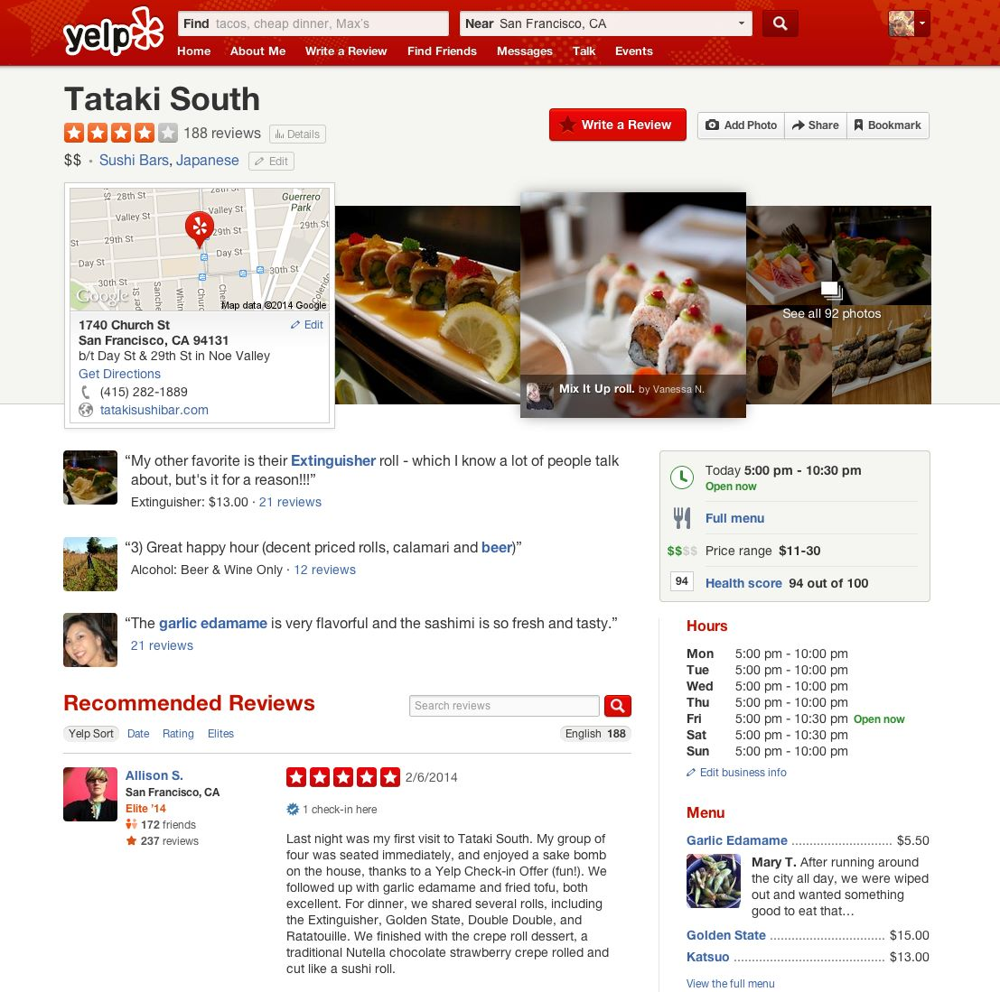 yelp
Find tacos, cheap dinner, Max's
Near San Francisco, CA
Home About Me Write a Review Find Friends Messages Talk Events
Tataki South
188 reviews Details
$$ • Sushi Bars, Japanese Edit
Write a Review
Add Photo Share Bookmark
28th St
28th St
Guerrero Park
Valley St
Valley St
29th St
29th St
29th St
St
Day St
Day St
30th St
Google
Map data ©2014 Google
1740 Church St Edit
San Francisco, CA 94131
b/t Day St & 29th St in Noe Valley
Get Directions
(415) 282-1889
tatakisushibar.com
Mix It Up roll. by Vanessa N.
See all 92 photos
“My other favorite is their Extinguisher roll - which I know a lot of people talk
about, but's it for a reason!!!”
Extinguisher: $13.00 · 21 reviews
“3) Great happy hour (decent priced rolls, calamari and beer)”
Alcohol: Beer & Wine Only · 12 reviews
“The garlic edamame is very flavorful and the sashimi is so fresh and tasty.”
21 reviews
Today 5:00 pm - 10:30 pm
Open now
Full menu
$$$$ Price range $11-30
94 Health score 94 out of 100
Recommended Reviews
Search reviews
Yelp Sort Date Rating Elites
English 188
Allison S.
San Francisco, CA
Elite ’14
172 friends
237 reviews
2/6/2014
1 check-in here
Last night was my first visit to Tataki South. My group of
four was seated immediately, and enjoyed a sake bomb
on the house, thanks to a Yelp Check-in Offer (fun!). We
followed up with garlic edamame and fried tofu, both
excellent. For dinner, we shared several rolls, including
the Extinguisher, Golden State, Double Double, and
Ratatouille. We finished with the crepe roll dessert, a
traditional Nutella chocolate strawberry crepe rolled and
cut like a sushi roll.
Hours
Mon 5:00 pm - 10:00 pm
Tue 5:00 pm - 10:00 pm
Wed 5:00 pm - 10:00 pm
Thu 5:00 pm - 10:00 pm
Fri 5:00 pm - 10:30 pm Open now
Sat 5:00 pm - 10:30 pm
Sun 5:00 pm - 10:00 pm
Edit business info
Menu
Garlic Edamame ............................ $5.50
Mary T. After running around
the city all day, we were wiped
out and wanted something
good to eat that…
Golden State ................................ $15.00
Katsuo .......................................... $13.00
View the full menu